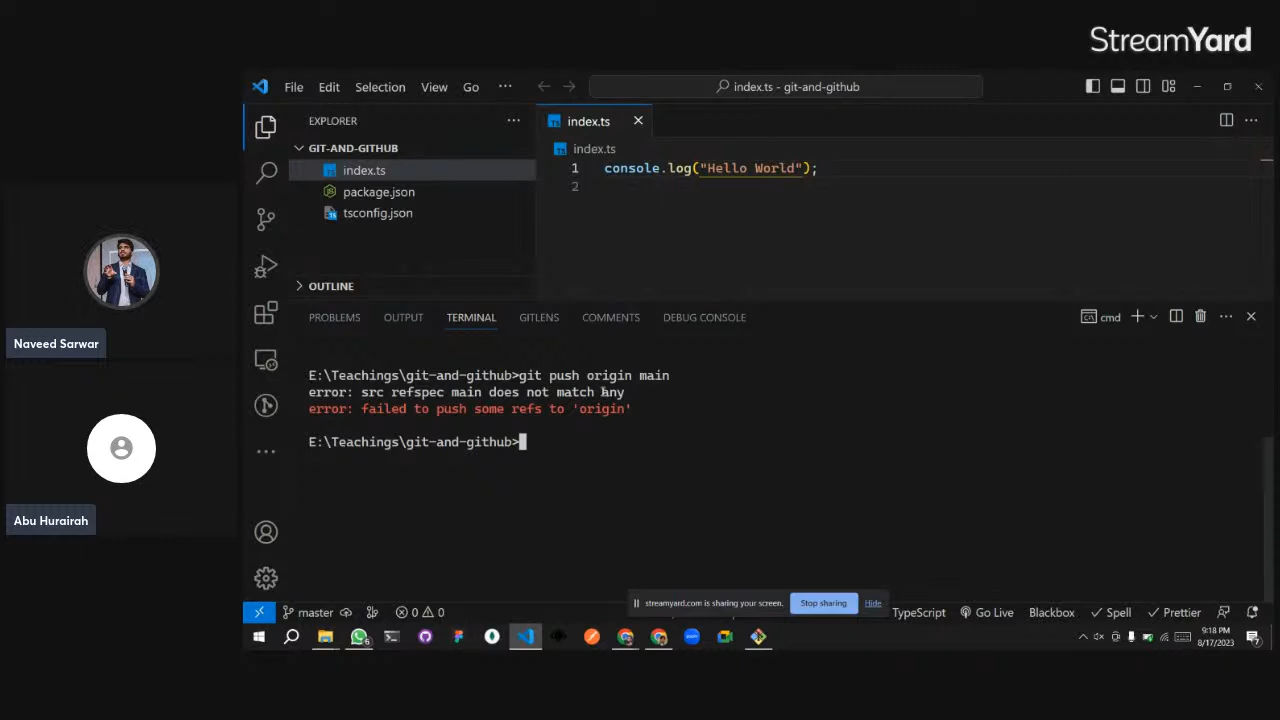 StreamYard
File Edit Selection View Go ··· index.ts - git-and-github
EXPLORER ···
index.ts
GIT-AND-GITHUB
index.ts
index.ts
1 console.log("Hello World");
package.json
2
tsconfig.json
OUTLINE
PROBLEMS OUTPUT TERMINAL GITLENS COMMENTS DEBUG CONSOLE
cmd
E:\Teachings\git-and-github>git push origin main
error: src refspec main does not match any
error: failed to push some refs to 'origin'
E:\Teachings\git-and-github>
Naveed Sarwar
Abu Hurairah
streamyard.com is sharing your screen. Stop sharing Hide
master 0 0 TypeScript Go Live Blackbox Spell Prettier
9:18 PM
8/17/2023